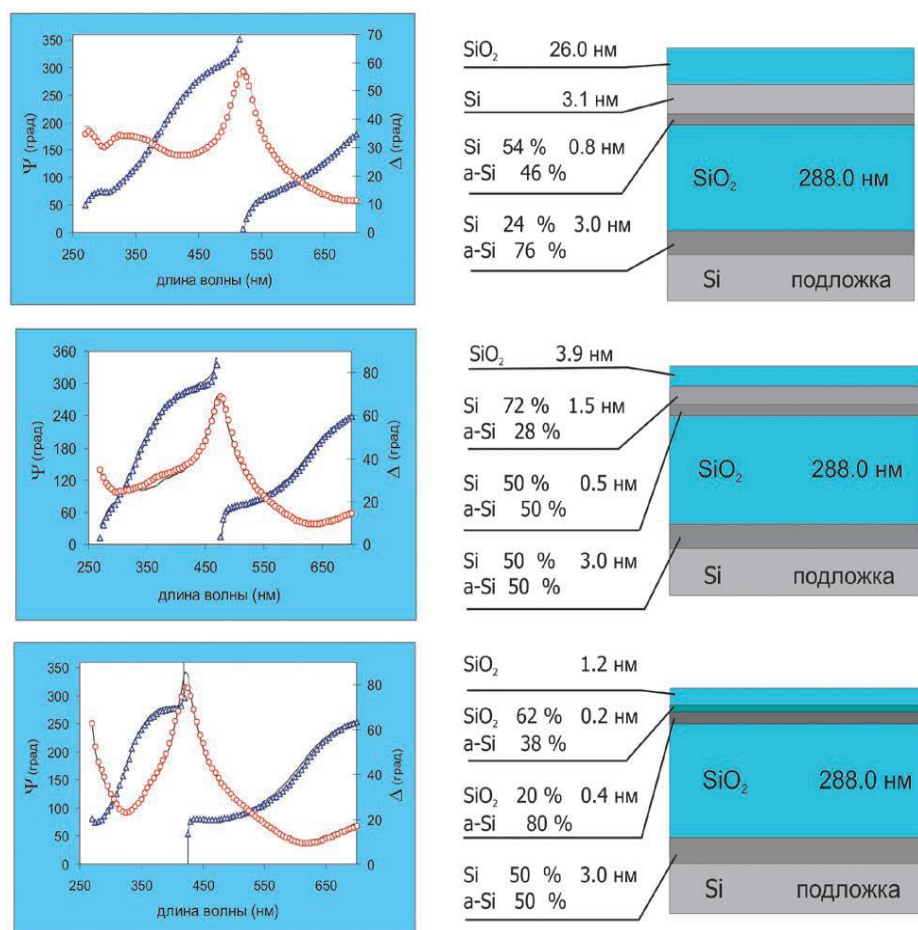 360
300
250
200
150
100
50
0
Ψ (град)
70
60
50
40
30
20
10
0
Δ (град)
250 350 450 550 650
длина волны (нм)
SiO₂ 26.0 нм
Si 3.1 нм
Si 54 % 0.8 нм
a-Si 46 %
Si 24 % 3.0 нм
a-Si 76 %
SiO₂ 288.0 нм
Si подложка
360
300
240
180
120
60
0
Ψ (град)
80
60
40
20
0
Δ (град)
250 350 450 550 650
длина волны (нм)
SiO₂ 3.9 нм
Si 72 % 1.5 нм
a-Si 28 %
Si 50 % 0.5 нм
a-Si 50 %
Si 50 % 3.0 нм
a-Si 50 %
SiO₂ 288.0 нм
Si подложка
350
300
250
200
150
100
50
0
Ψ (град)
80
60
40
20
0
Δ (град)
250 350 450 550 650
длина волны (нм)
SiO₂ 1.2 нм
SiO₂ 62 % 0.2 нм
a-Si 38 %
SiO₂ 20 % 0.4 нм
a-Si 80 %
Si 50 % 3.0 нм
a-Si 50 %
SiO₂ 288.0 нм
Si подложка